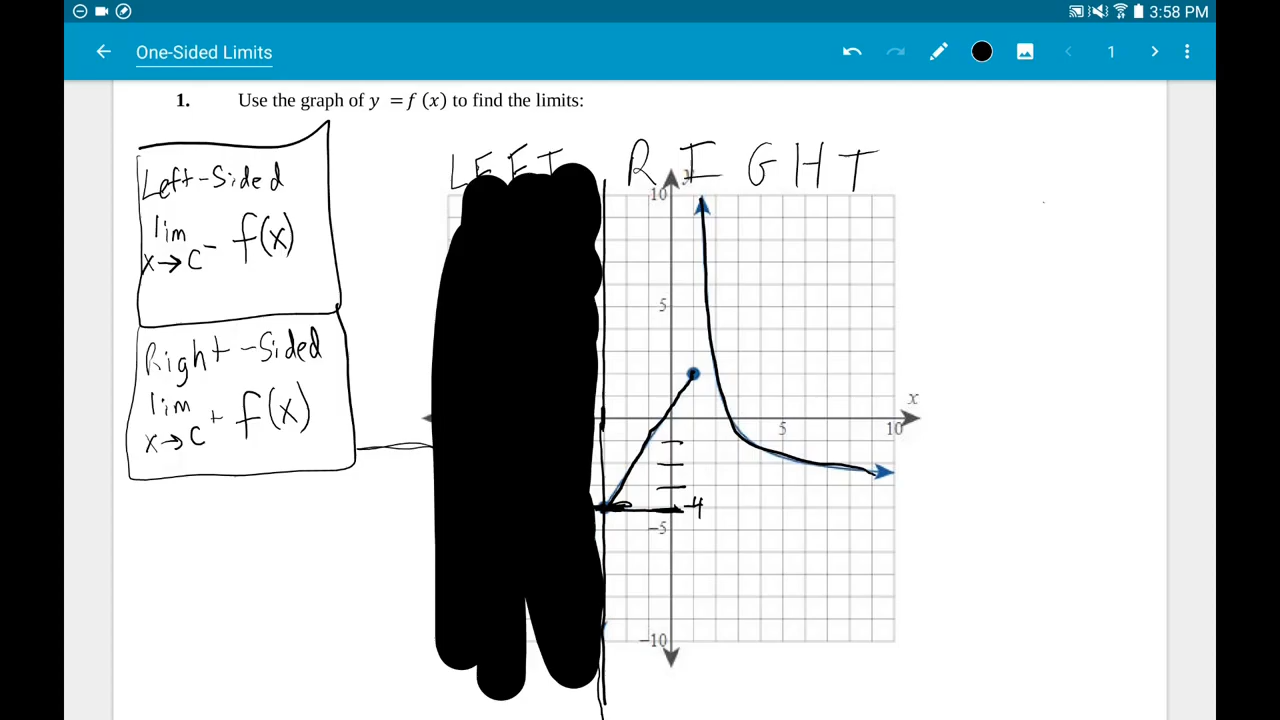 3:58 PM
One-Sided Limits
1
1. Use the graph of y = f (x) to find the limits:
LEFT RIGHT
Left-Sided
lim
x→c⁻ f(x)
Right-Sided
lim
x→c⁺ f(x)
y
10
5
x
5
10
-4
−5
−10